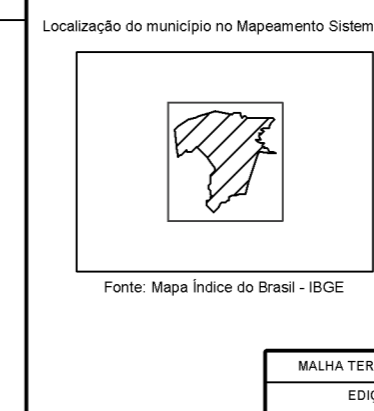 Localização do município no Mapeamento Sistem
Fonte: Mapa Índice do Brasil - IBGE
MALHA TER
EDIÇ